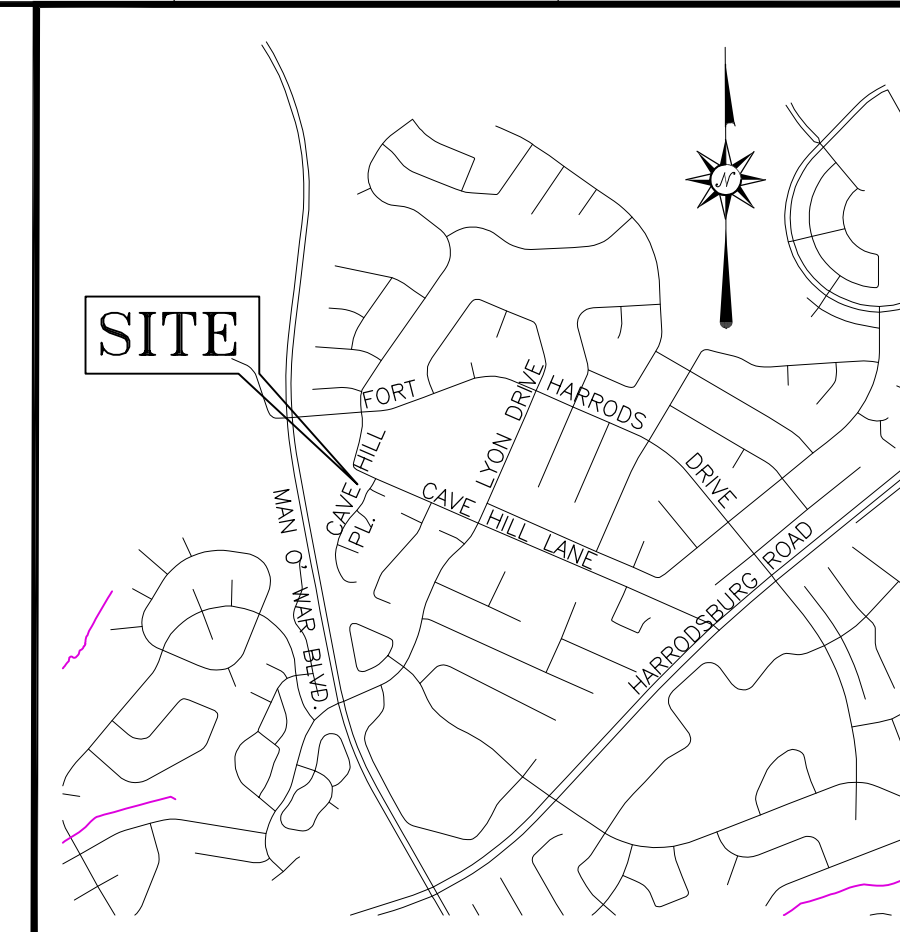 N
SITE
FORT
HARRODS
DRIVE
LYON DRIVE
CAVE HILL
PL.
CAVE HILL LANE
MAN O' WAR BLVD.
HARRODSBURG ROAD